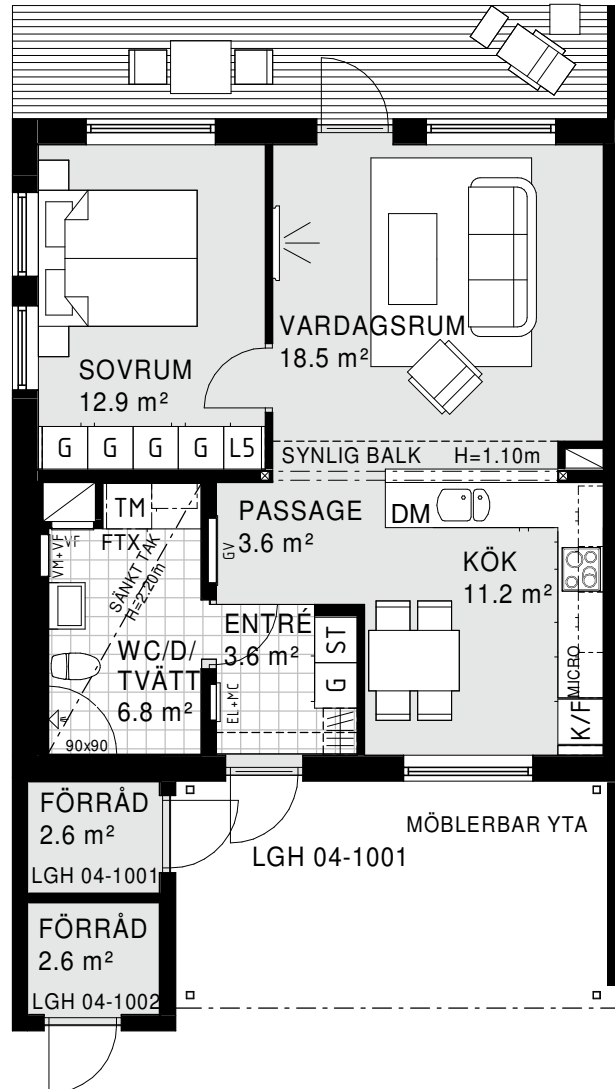 VARDAGSRUM
18.5 m²
SOVRUM
12.9 m²
G G G G L5
SYNLIG BALK H=1.10m
TM
FTX
VM+VF
VF
SÄNKT TAK
H=2.20m
PASSAGE
3.6 m²
GV
DM
KÖK
11.2 m²
ENTRÉ
3.6 m²
ST
G
EL+MC
WC/D/
TVÄTT
6.8 m²
90x90
MICRO
K/F
FÖRRÅD
2.6 m²
LGH 04-1001
LGH 04-1001
MÖBLERBAR YTA
FÖRRÅD
2.6 m²
LGH 04-1002